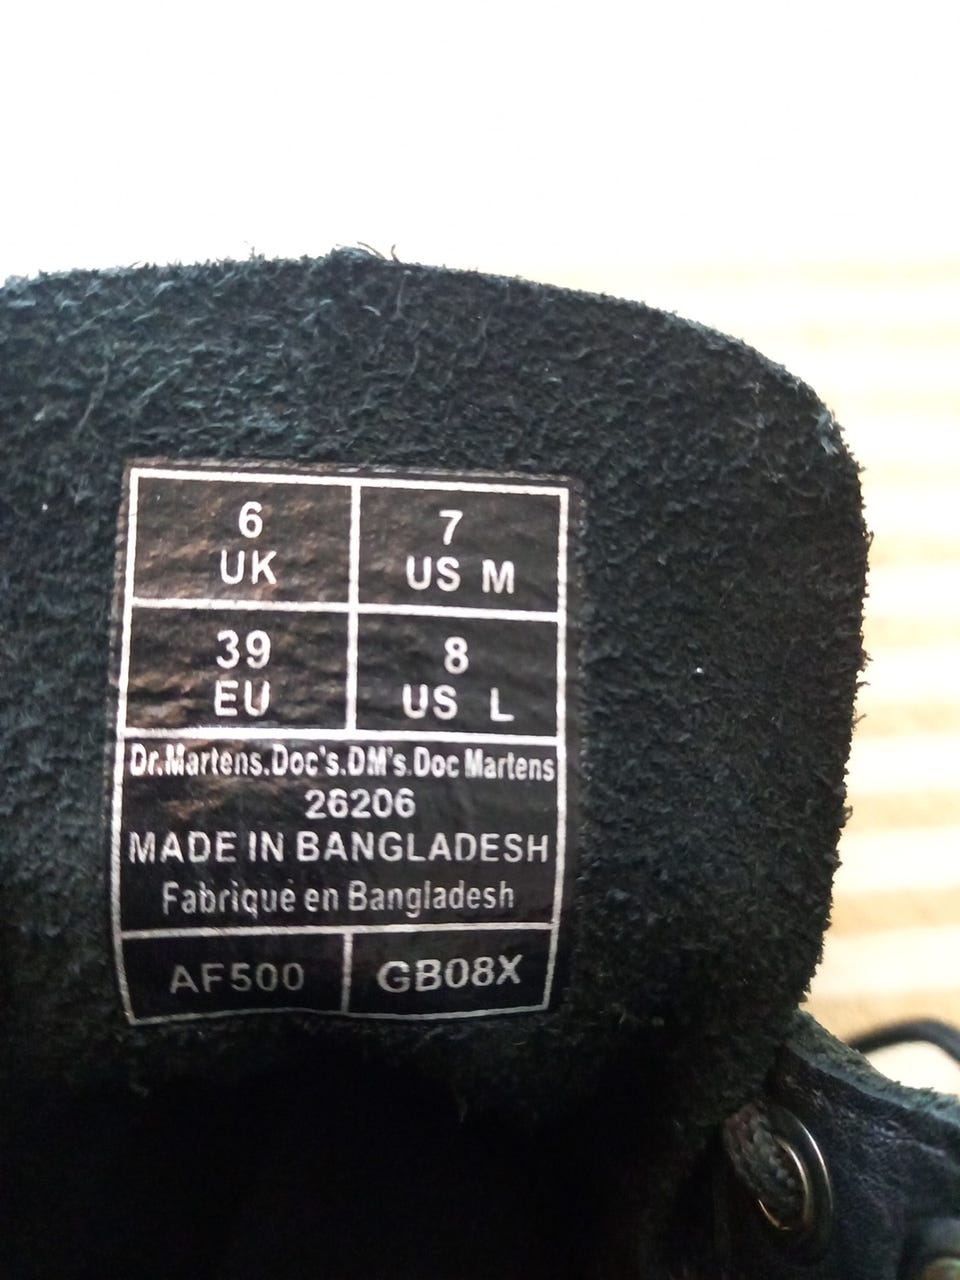 6
UK
7
US M
39
EU
8
US L
Dr.Martens.Doc's.DM's.Doc Martens
26206
MADE IN BANGLADESH
Fabrique en Bangladesh
AF500
GB08X